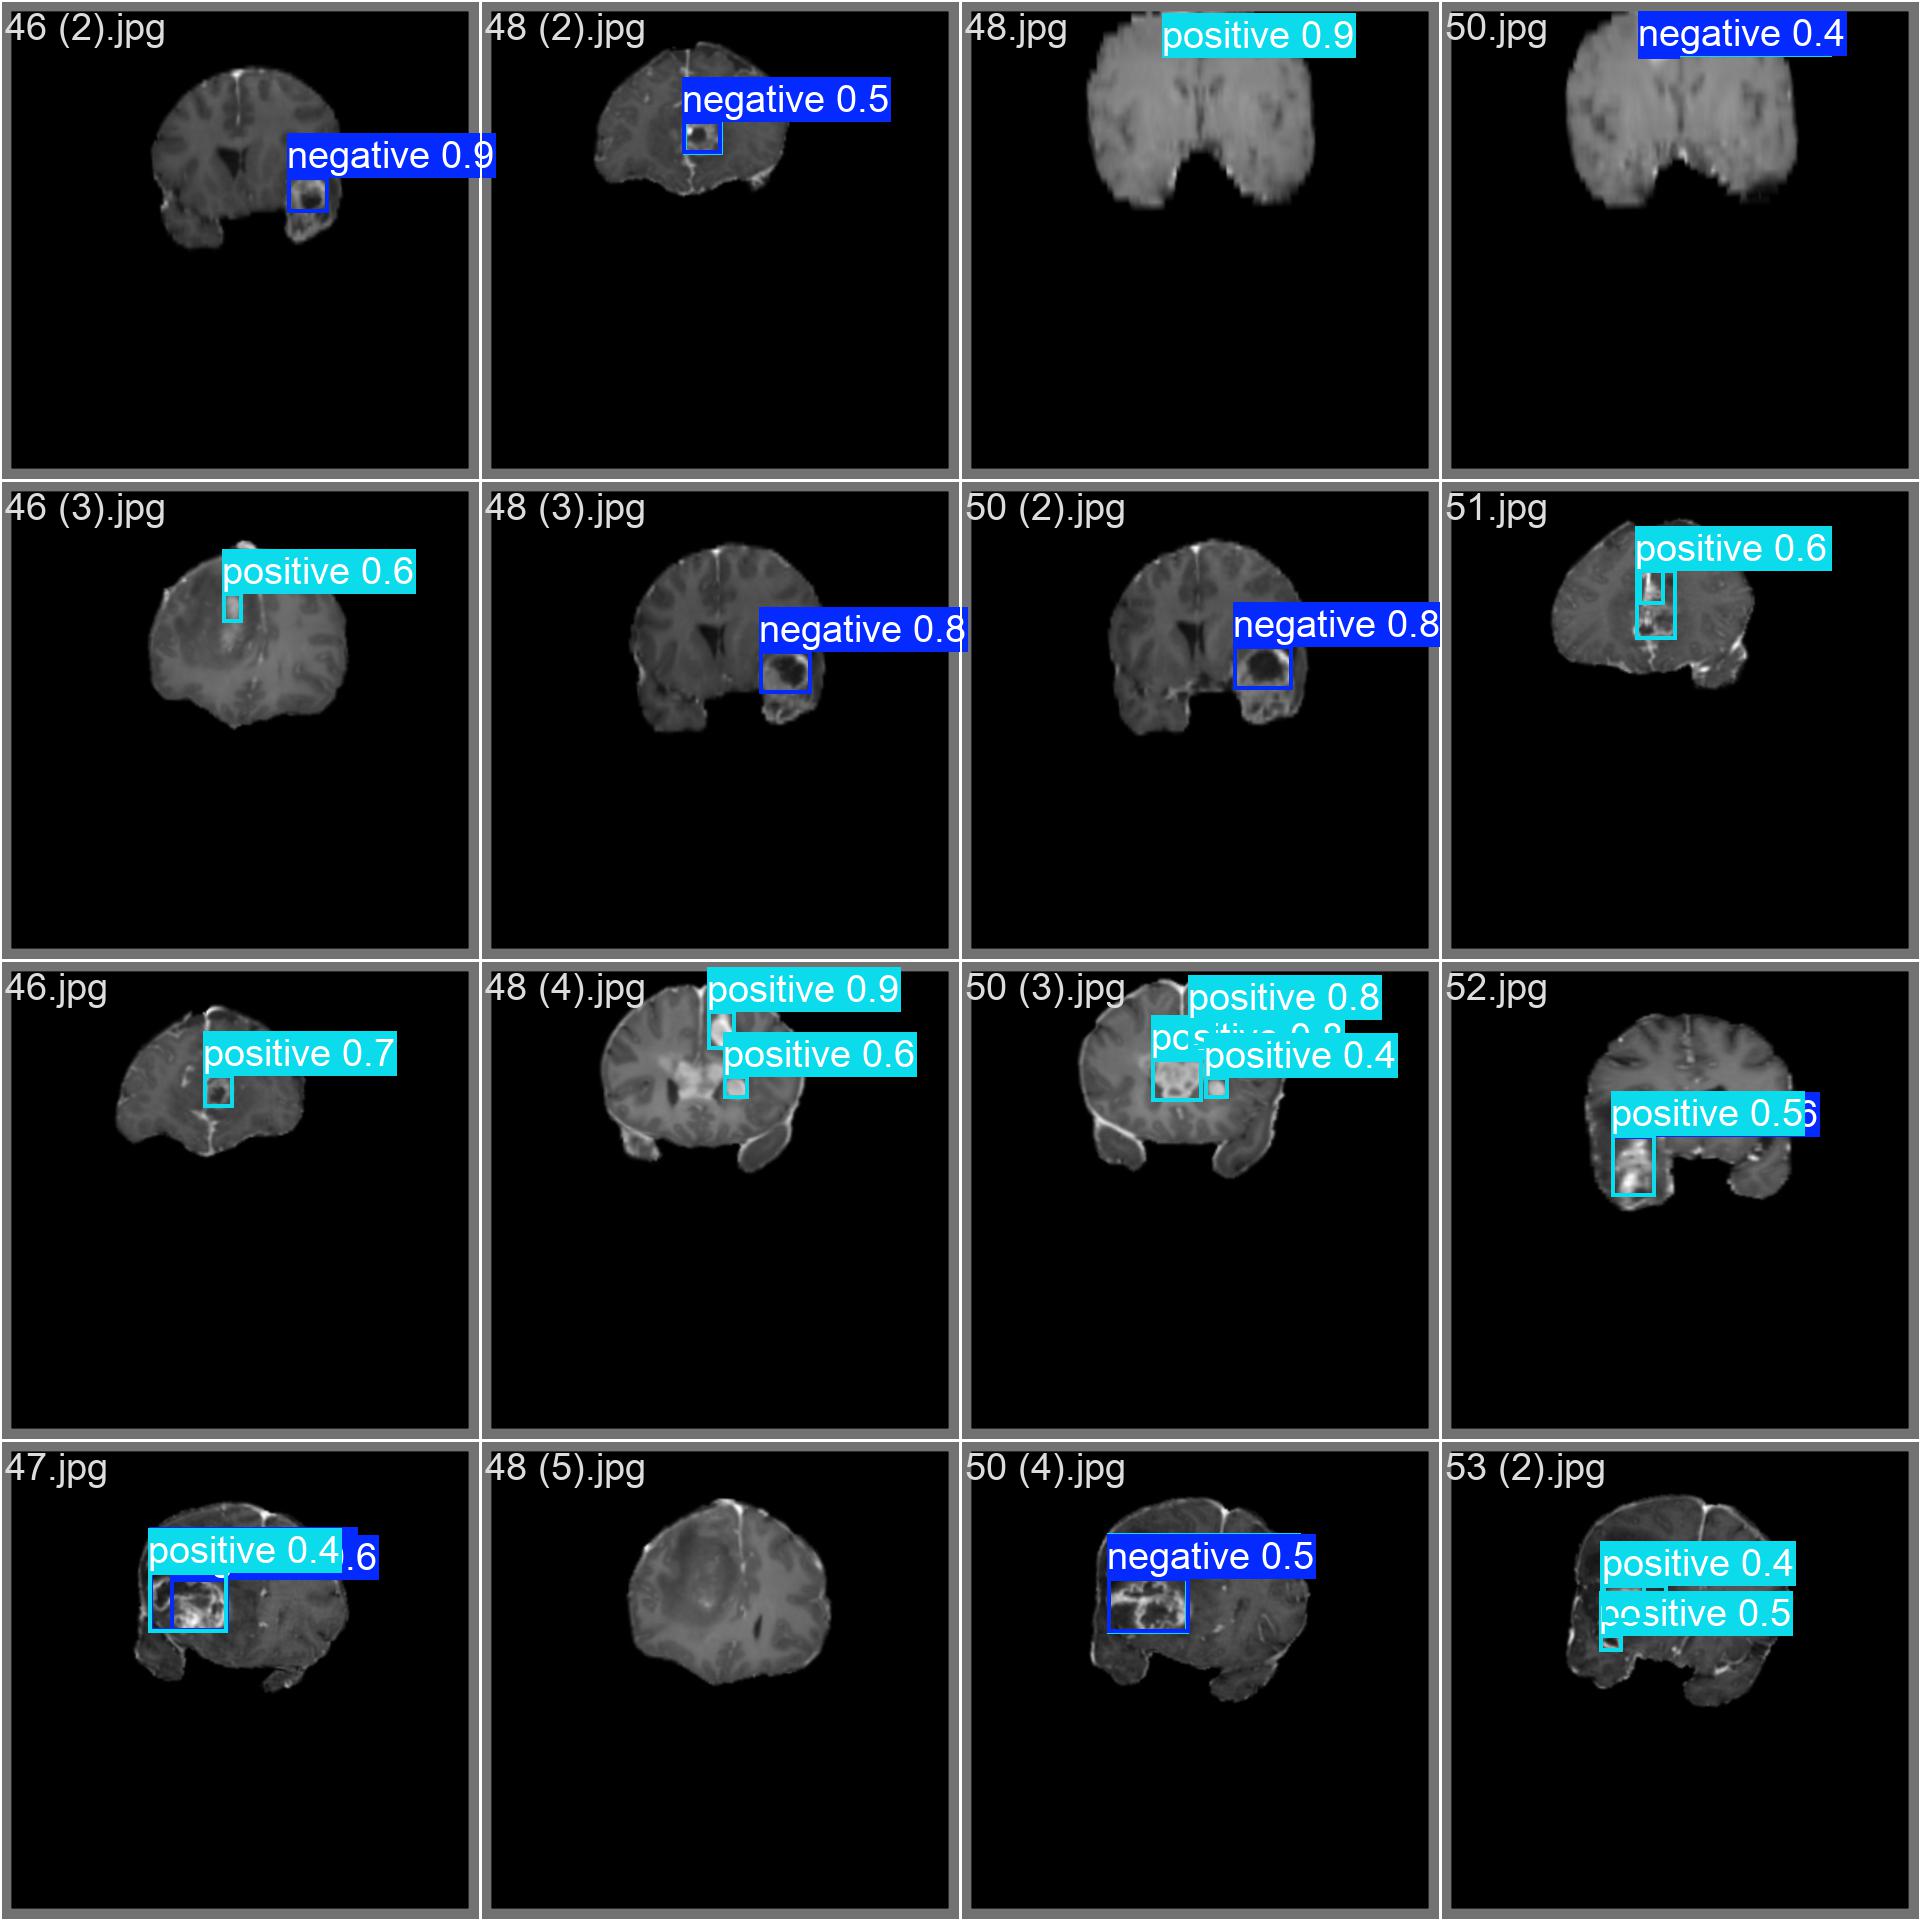 46 (2).jpg
negative 0.9
48 (2).jpg
negative 0.5
48.jpg
positive 0.9
50.jpg
negative 0.4
46 (3).jpg
positive 0.6
48 (3).jpg
negative 0.8
50 (2).jpg
negative 0.8
51.jpg
positive 0.6
46.jpg
positive 0.7
48 (4).jpg
positive 0.9
positive 0.6
50 (3).jpg
positive 0.8
positive 0.8
positive 0.4
52.jpg
positive 0.5
47.jpg
positive 0.4
.6
48 (5).jpg
50 (4).jpg
negative 0.5
53 (2).jpg
positive 0.4
positive 0.5